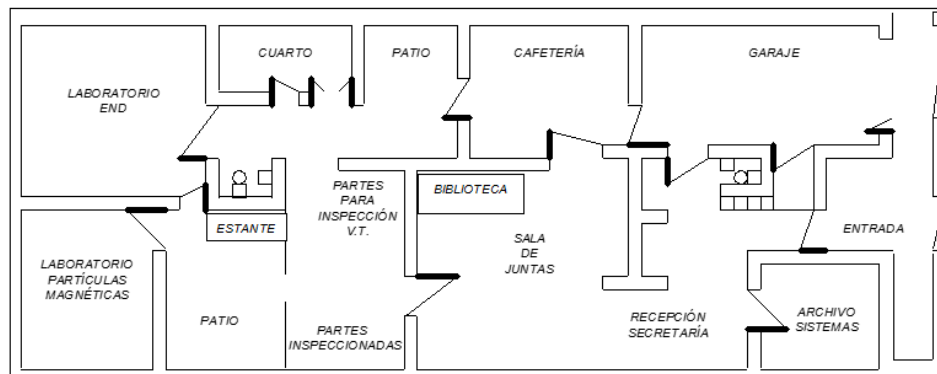 CUARTO
PATIO
CAFETERÍA
GARAJE
LABORATORIO
END
PARTES
PARA
INSPECCIÓN
V.T.
BIBLIOTECA
ESTANTE
SALA
DE
JUNTAS
ENTRADA
LABORATORIO
PARTÍCULAS
MAGNÉTICAS
PATIO
PARTES
INSPECCIONADAS
RECEPCIÓN
SECRETARÍA
ARCHIVO
SISTEMAS